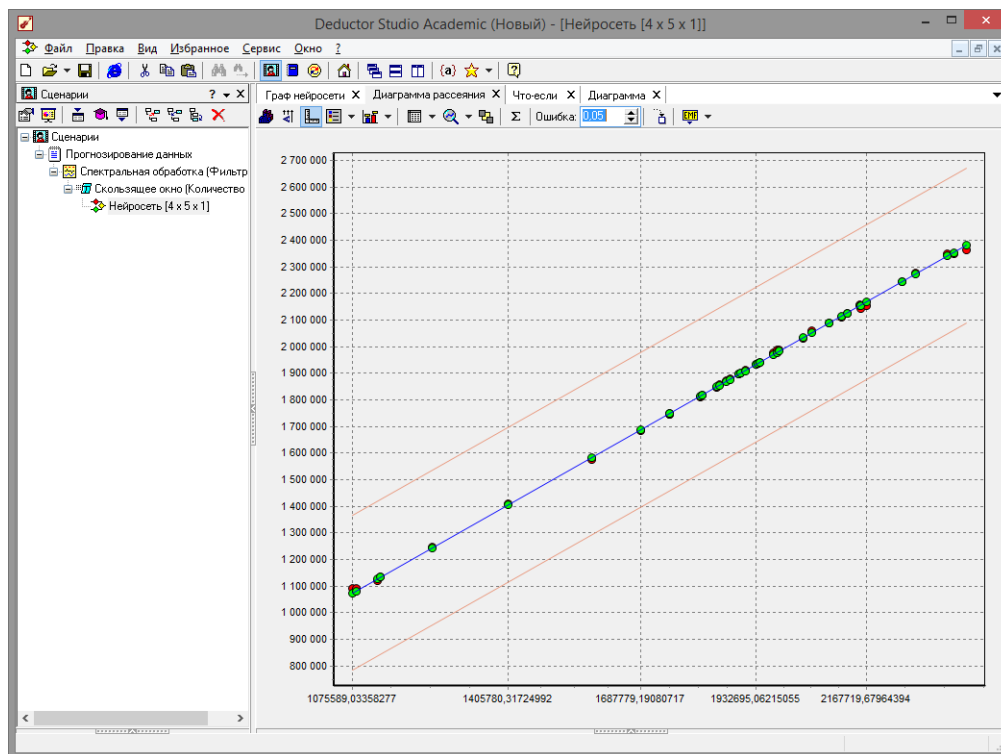 Deductor Studio Academic (Новый) - [Нейросеть [4 x 5 x 1]]
Файл Правка Вид Избранное Сервис Окно ?
Сценарии
Граф нейросети X Диаграмма рассеяния X Что-если X Диаграмма X
Σ Ошибка: 0,05 EMF
Сценарии
Прогнозирование данных
Спектральная обработка (Фильтр
Скользящее окно (Количество
Нейросеть [4 x 5 x 1]
2 700 000
2 600 000
2 500 000
2 400 000
2 300 000
2 200 000
2 100 000
2 000 000
1 900 000
1 800 000
1 700 000
1 600 000
1 500 000
1 400 000
1 300 000
1 200 000
1 100 000
1 000 000
900 000
800 000
1075589,03358277 1405780,31724992 1687779,19080717 1932695,06215055 2167719,67964394